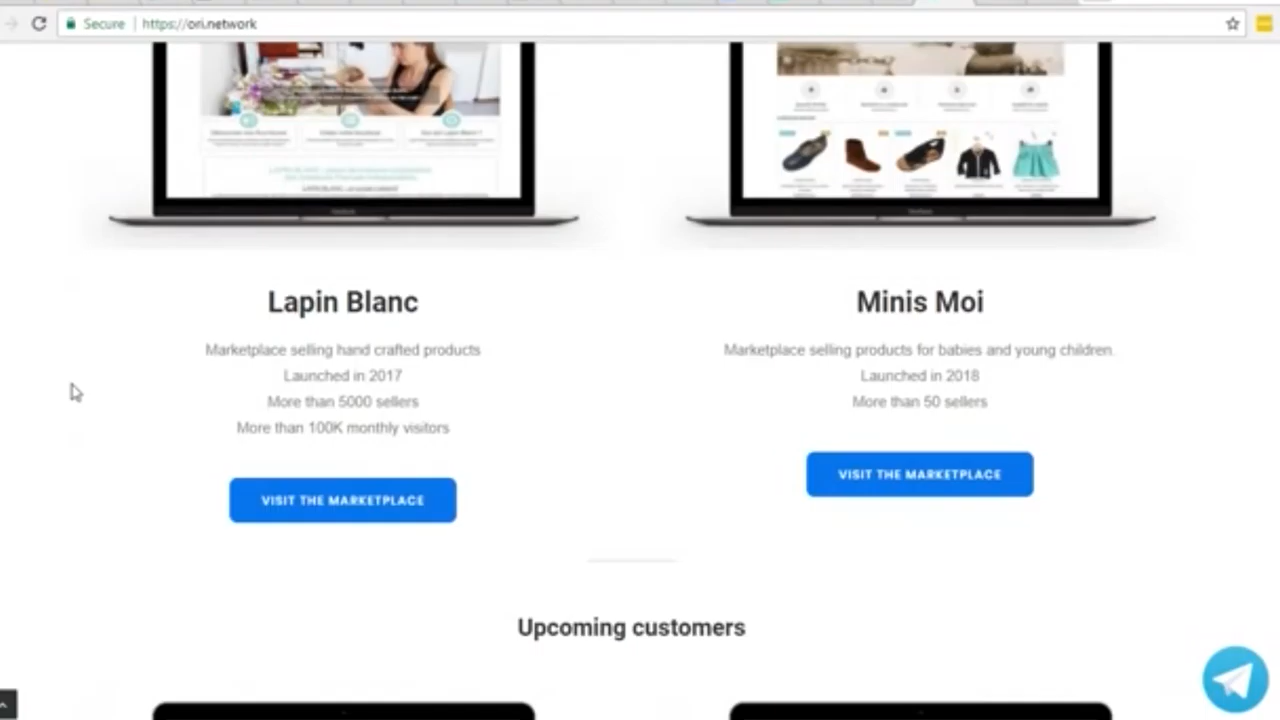 Secure
https://ori.network
Lapin Blanc
Marketplace selling hand crafted products
Launched in 2017
More than 5000 sellers
More than 100K monthly visitors
VISIT THE MARKETPLACE
Minis Moi
Marketplace selling products for babies and young children.
Launched in 2018
More than 50 sellers
VISIT THE MARKETPLACE
Upcoming customers